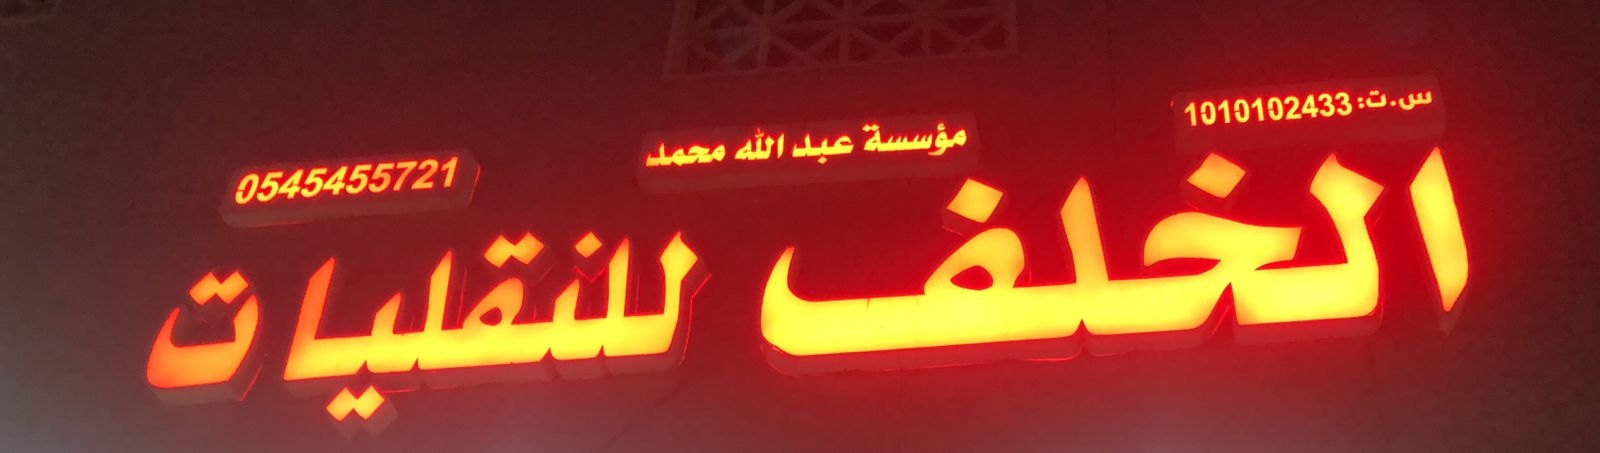 س.ت: 1010102433
مؤسسة عبد الله محمد
0545455721
الخلف للنقليات